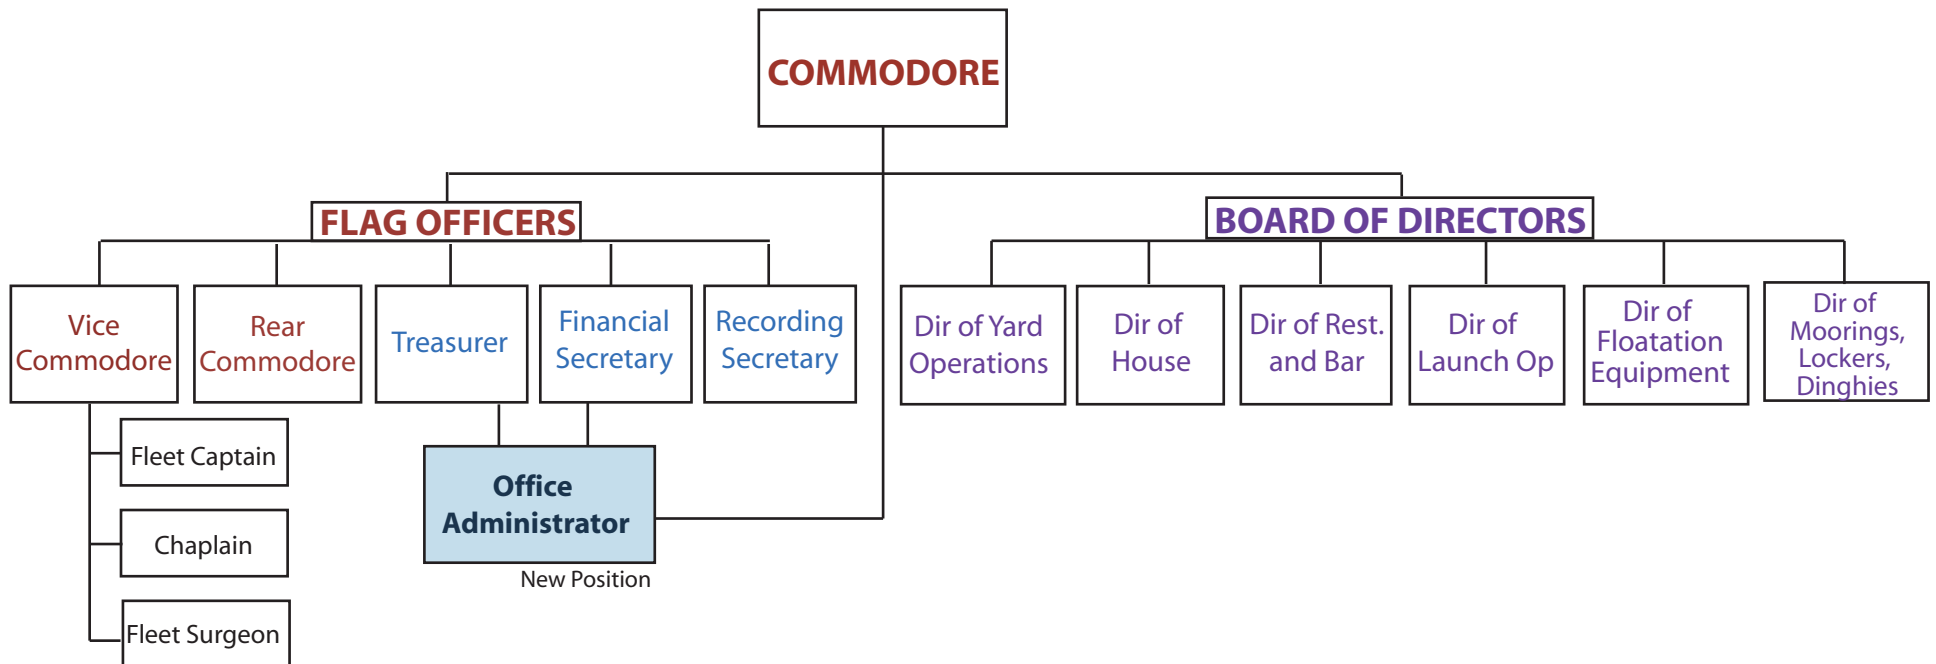 COMMODORE
FLAG OFFICERS
BOARD OF DIRECTORS
Vice
Commodore
Rear
Commodore
Treasurer
Financial
Secretary
Recording
Secretary
Dir of Yard
Operations
Dir of
House
Dir of Rest.
and Bar
Dir of
Launch Op
Dir of
Floatation
Equipment
Dir of
Moorings,
Lockers,
Dinghies
Fleet Captain
Chaplain
Fleet Surgeon
Office
Administrator
New Position